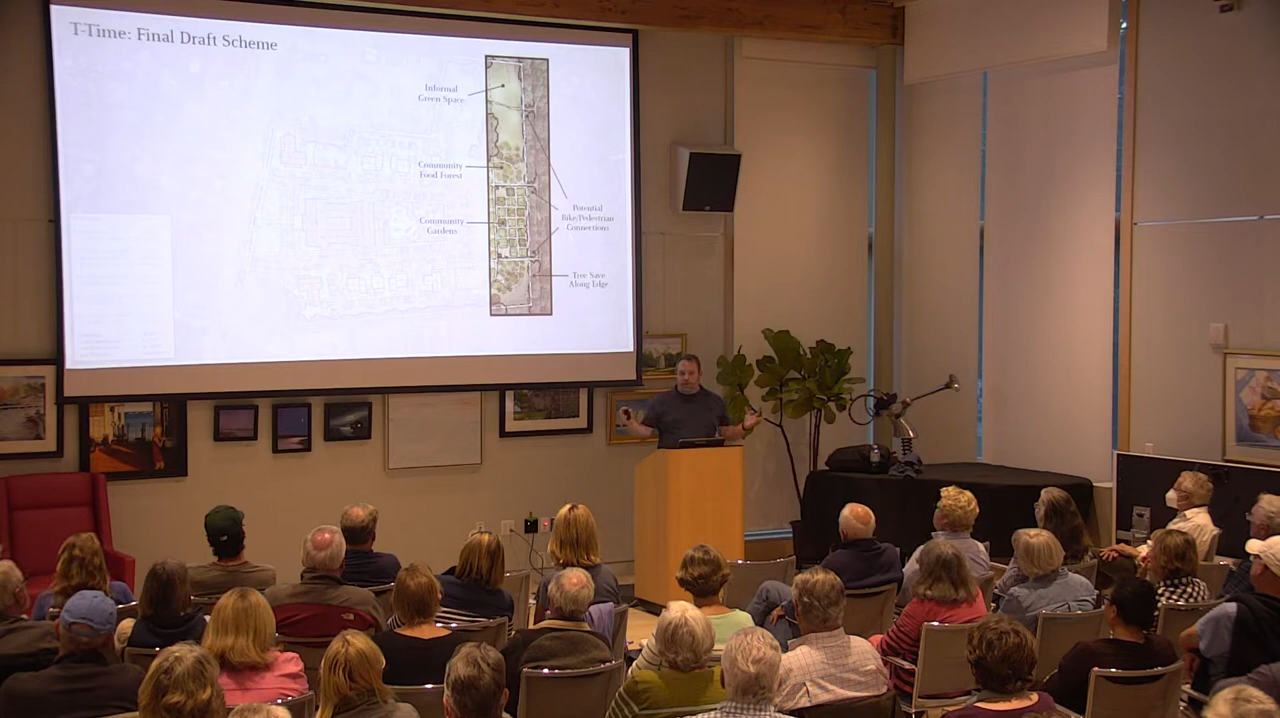 T-Time: Final Draft Scheme
Informal
Green Space
Community
Food Forest
Community
Gardens
Potential
Bike/Pedestrian
Connections
Tree Save
Along Edge